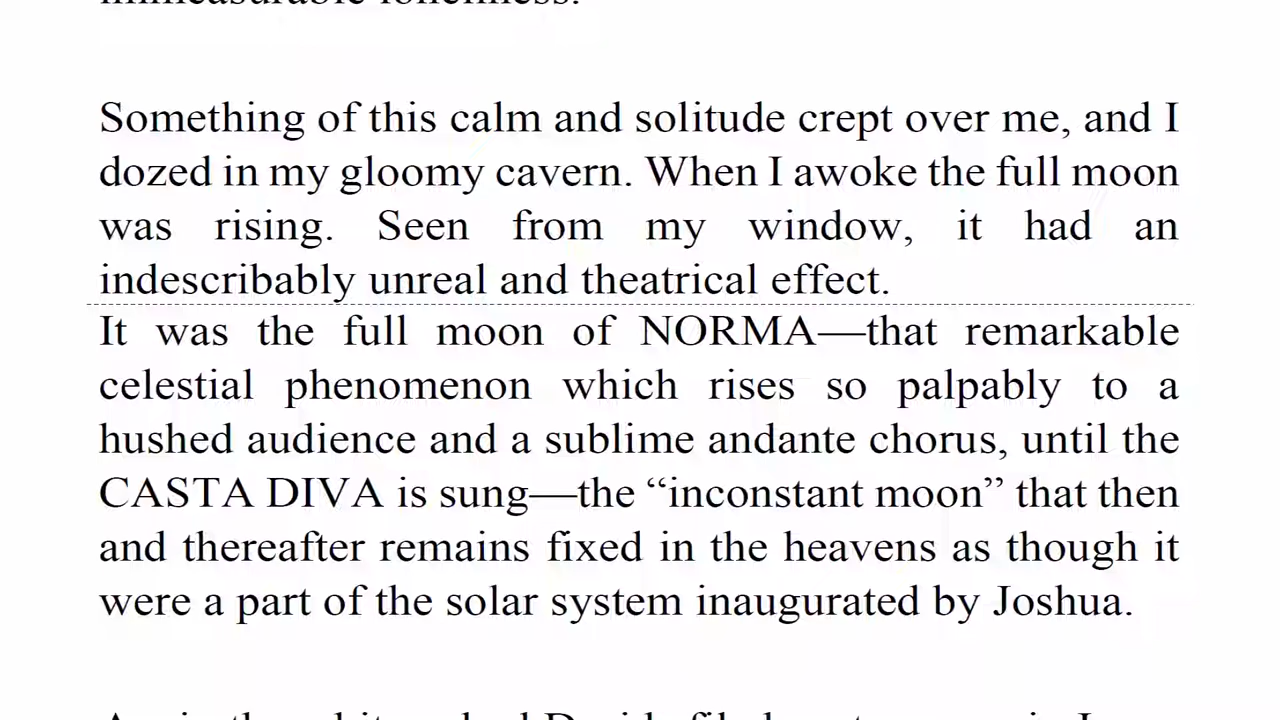 immeasurable loneliness.
Something of this calm and solitude crept over me, and I
dozed in my gloomy cavern. When I awoke the full moon
was rising. Seen from my window, it had an
indescribably unreal and theatrical effect.
It was the full moon of NORMA—that remarkable
celestial phenomenon which rises so palpably to a
hushed audience and a sublime andante chorus, until the
CASTA DIVA is sung—the “inconstant moon” that then
and thereafter remains fixed in the heavens as though it
were a part of the solar system inaugurated by Joshua.